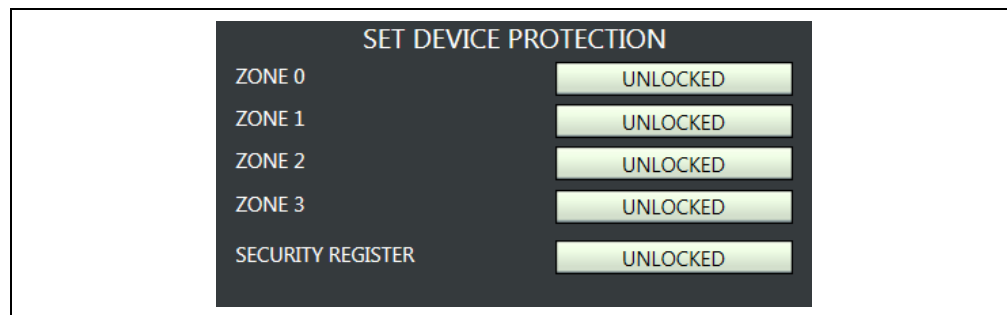 SET DEVICE PROTECTION
ZONE 0 UNLOCKED
ZONE 1 UNLOCKED
ZONE 2 UNLOCKED
ZONE 3 UNLOCKED
SECURITY REGISTER UNLOCKED